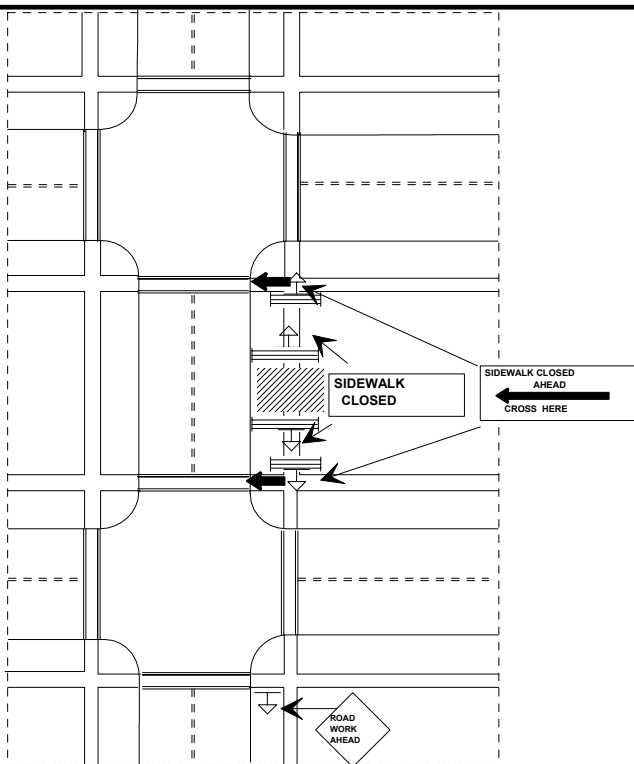 SIDEWALK CLOSED
AHEAD
CROSS HERE
SIDEWALK
CLOSED
ROAD
WORK
AHEAD